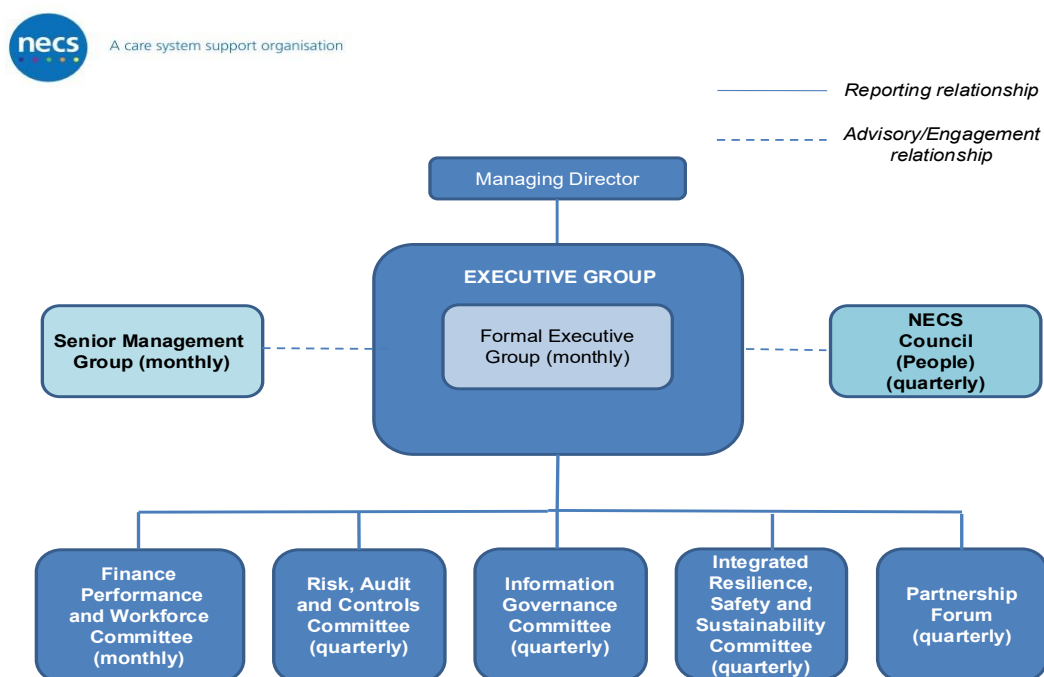 necs
A care system support organisation
Reporting relationship
Advisory/Engagement
relationship
Managing Director
EXECUTIVE GROUP
Formal Executive
Group (monthly)
Senior Management
Group (monthly)
NECS
Council
(People)
(quarterly)
Finance
Performance
and Workforce
Committee
(monthly)
Risk, Audit
and Controls
Committee
(quarterly)
Information
Governance
Committee
(quarterly)
Integrated
Resilience,
Safety and
Sustainability
Committee
(quarterly)
Partnership
Forum
(quarterly)